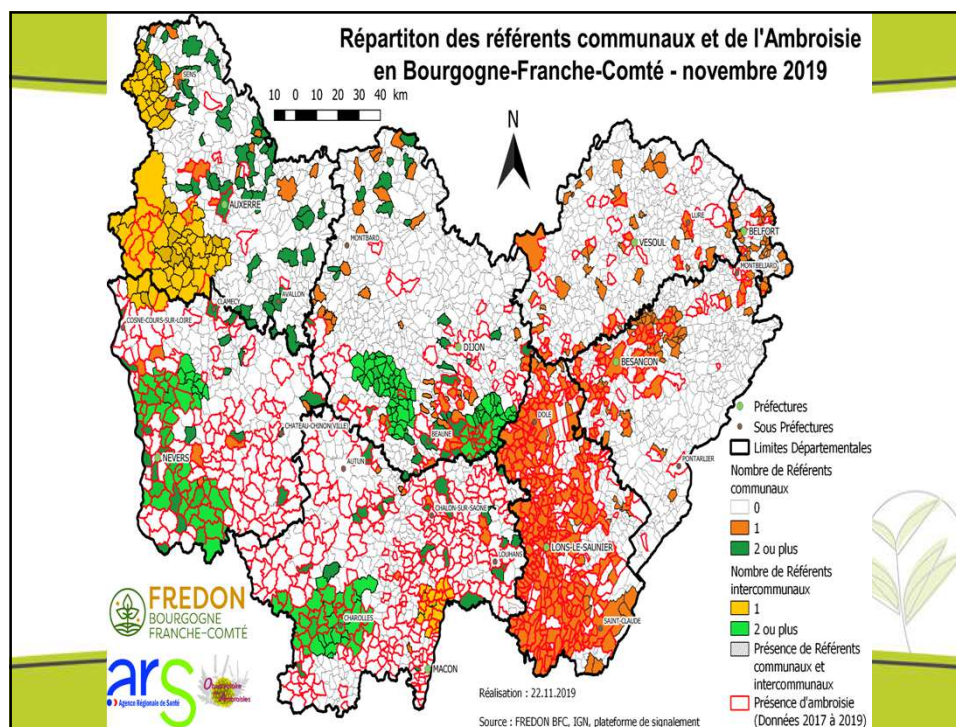 Répartiton des référents communaux et de l'Ambroisie
en Bourgogne-Franche-Comté - novembre 2019
10 0 10 20 30 40 km
N
SENS
AUXERRE
MONTBARD
AVALLON
CLAMECY
COSNE-COURS-SUR-LOIRE
VESOUL
LURE
BELFORT
MONTBELIARD
DIJON
BESANCON
DOLE
BEAUNE
CHATEAU-CHINON(VILLE)
NEVERS
AUTUN
PONTARLIER
CHALON-SUR-SAONE
LOUHANS
LONS-LE-SAUNIER
CHAROLLES
SAINT-CLAUDE
MACON
Préfectures
Sous Préfectures
Limites Départementales
Nombre de Référents
communaux
0
1
2 ou plus
Nombre de Référents
intercommunaux
1
2 ou plus
Présence de Référents
communaux et
intercommunaux
Présence d'ambroisie
(Données 2017 à 2019)
FREDON
BOURGOGNE
FRANCHE-COMTÉ
ars
Agence Régionale de Santé
Réalisation : 22.11.2019
Source : FREDON BFC, IGN, plateforme de signalement